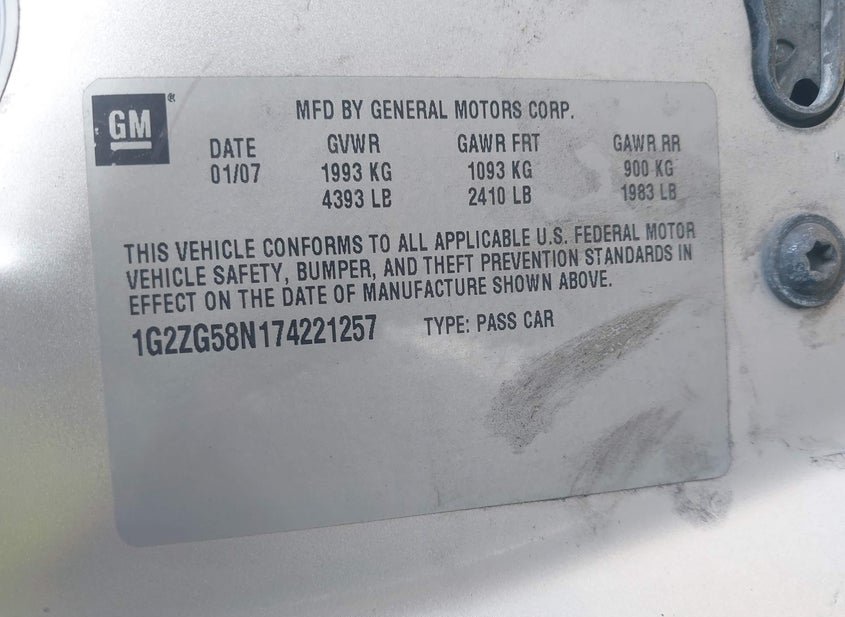 GM®
MFD BY GENERAL MOTORS CORP.
DATE GVWR GAWR FRT GAWR RR
01/07 1993 KG 1093 KG 900 KG
4393 LB 2410 LB 1983 LB
THIS VEHICLE CONFORMS TO ALL APPLICABLE U.S. FEDERAL MOTOR
VEHICLE SAFETY, BUMPER, AND THEFT PREVENTION STANDARDS IN
EFFECT ON THE DATE OF MANUFACTURE SHOWN ABOVE.
1G2ZG58N174221257 TYPE: PASS CAR